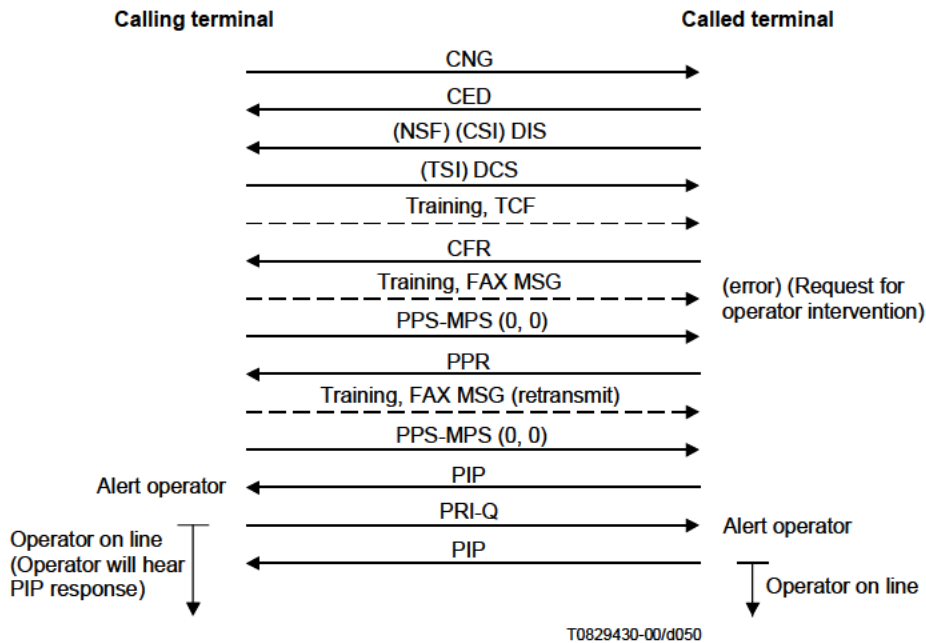 Calling terminal
Called terminal
CNG
CED
(NSF) (CSI) DIS
(TSI) DCS
Training, TCF
CFR
Training, FAX MSG
(error) (Request for
operator intervention)
PPS-MPS (0, 0)
PPR
Training, FAX MSG (retransmit)
PPS-MPS (0, 0)
PIP
Alert operator
PRI-Q
Alert operator
Operator on line
(Operator will hear
PIP response)
PIP
Operator on line
T0829430-00/d050